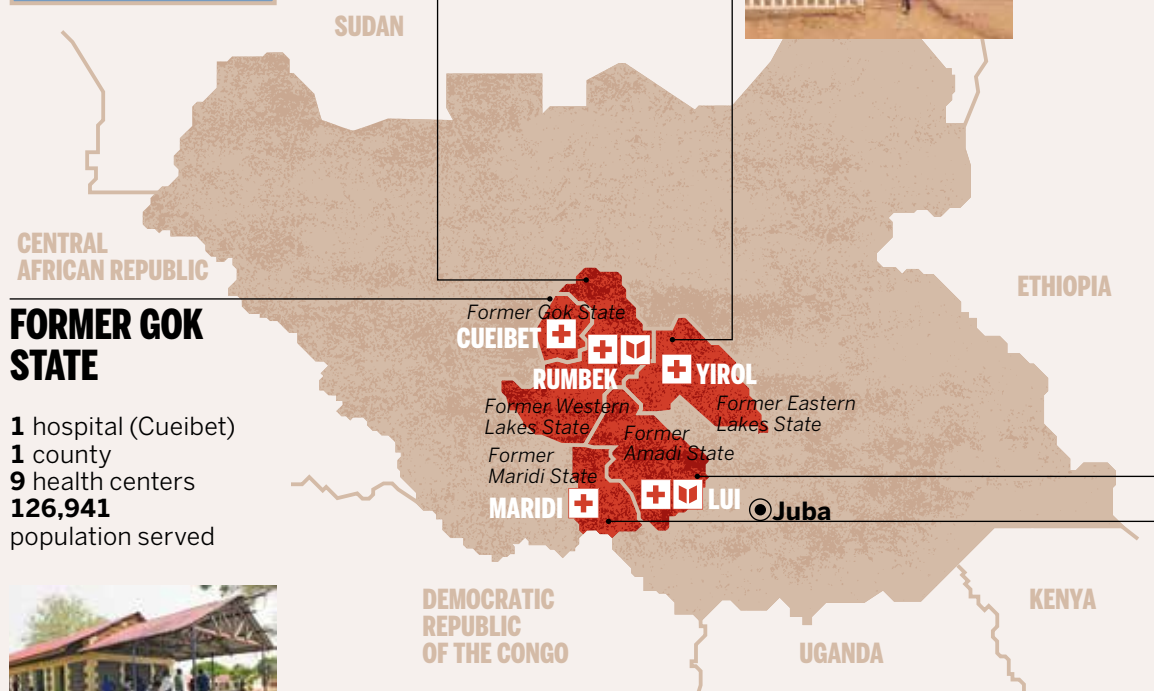 SUDAN
CENTRAL
AFRICAN REPUBLIC
ETHIOPIA
FORMER GOK
STATE
1 hospital (Cueibet)
1 county
9 health centers
126,941
population served
Former Gok State
CUEIBET
RUMBEK
YIROL
Former Western
Lakes State
Former Eastern
Lakes State
Former
Amadi State
Former
Maridi State
MARIDI
LUI
Juba
DEMOCRATIC
REPUBLIC
OF THE CONGO
UGANDA
KENYA